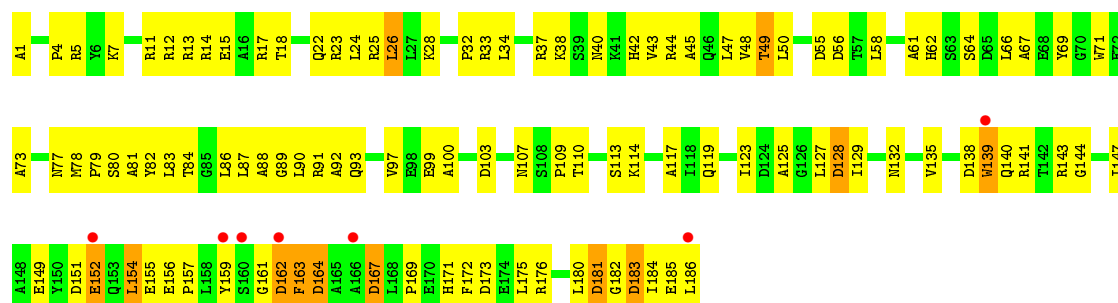 A1 P4 R5 Y6 K7 R11 R12 R13 R14 E15 A16 R17 T18 Q22 R23 L24 R25 L26 L27 K28 P32 R33 L34 R37 K38 S39 N40 K41 H42 V43 R44 A45 Q46 L47 V48 T49 L50 D55 D56 T57 L58 A61 H62 S63 S64 D65 L66 A67 E68 Y69 G70 W71
A73 N77 M78 P79 S80 A81 Y82 L83 T84 G85 L86 L87 A88 G89 L90 R91 A92 Q93 V97 E98 E99 A100 D103 N107 S108 P109 T110 S113 K114 A117 I118 Q119 I123 D124 A125 G126 L127 D128 I129 N132 V135 D138 W139 Q140 R141 T142 R143 G144
A148 E149 Y150 D151 E152 Q153 L154 E155 E156 P157 L158 Y159 S160 G161 D162 F163 D164 A165 A166 D167 L168 P169 E170 H171 F172 D173 E174 L175 R176 L180 D181 G182 D183 I184 E185 L186